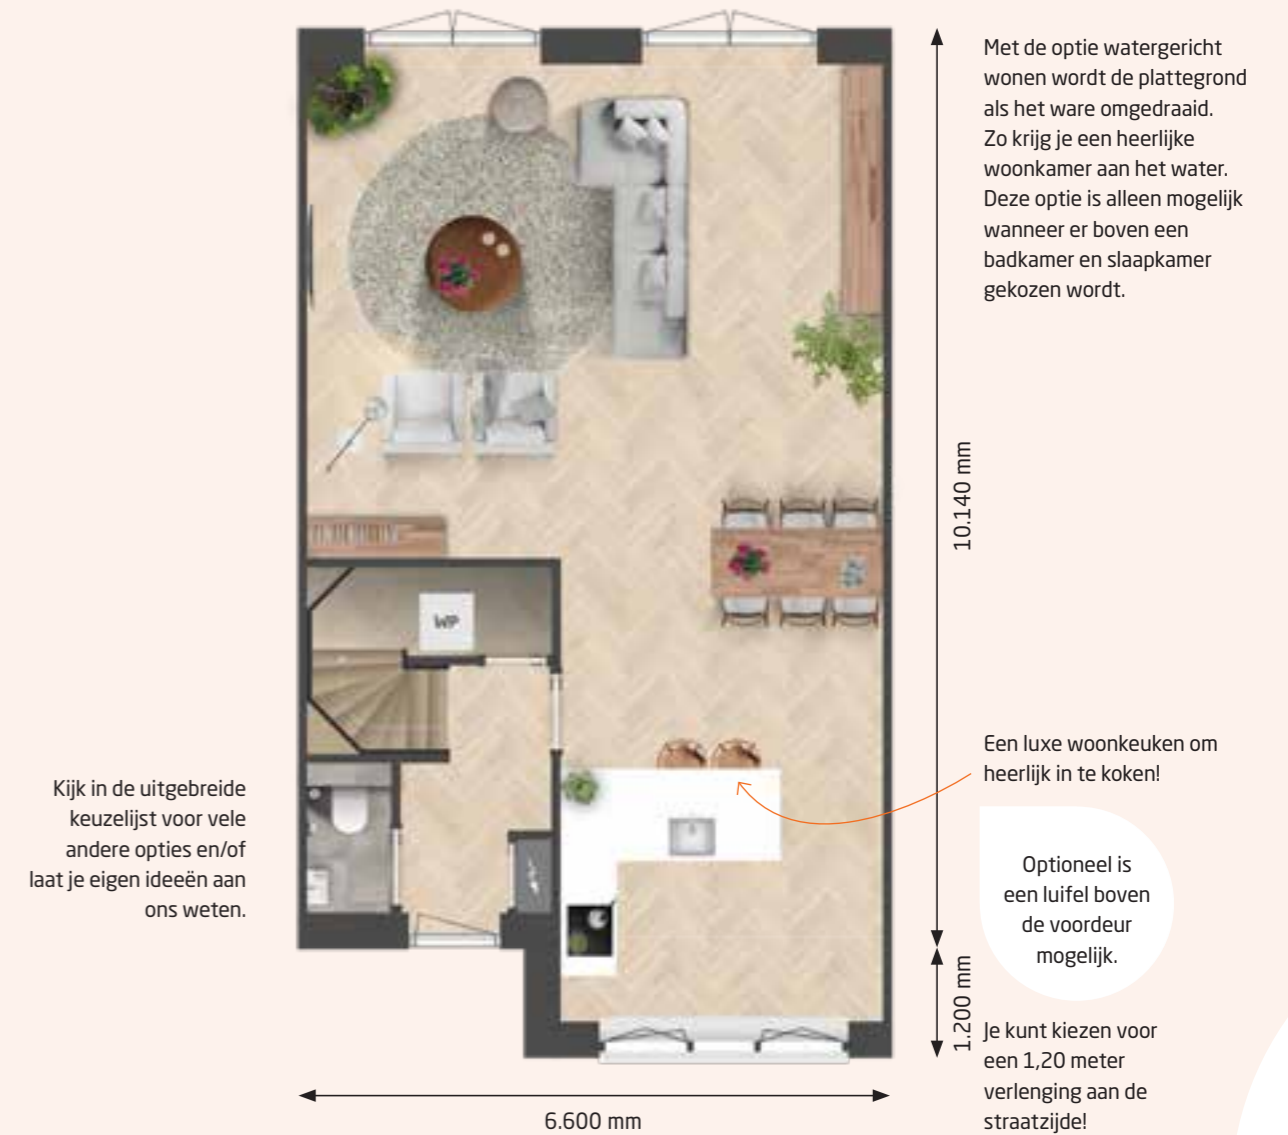 Met de optie watergericht
wonen wordt de plattegrond
als het ware omgedraaid.
Zo krijg je een heerlijke
woonkamer aan het water.
Deze optie is alleen mogelijk
wanneer er boven een
badkamer en slaapkamer
gekozen wordt.
10.140 mm
WP
Een luxe woonkeuken om
heerlijk in te koken!
Kijk in de uitgebreide
keuzelijst voor vele
andere opties en/of
laat je eigen ideeën aan
ons weten.
Optioneel is
een luifel boven
de voordeur
mogelijk.
1.200 mm
Je kunt kiezen voor
een 1,20 meter
verlenging aan de
straatzijde!
6.600 mm